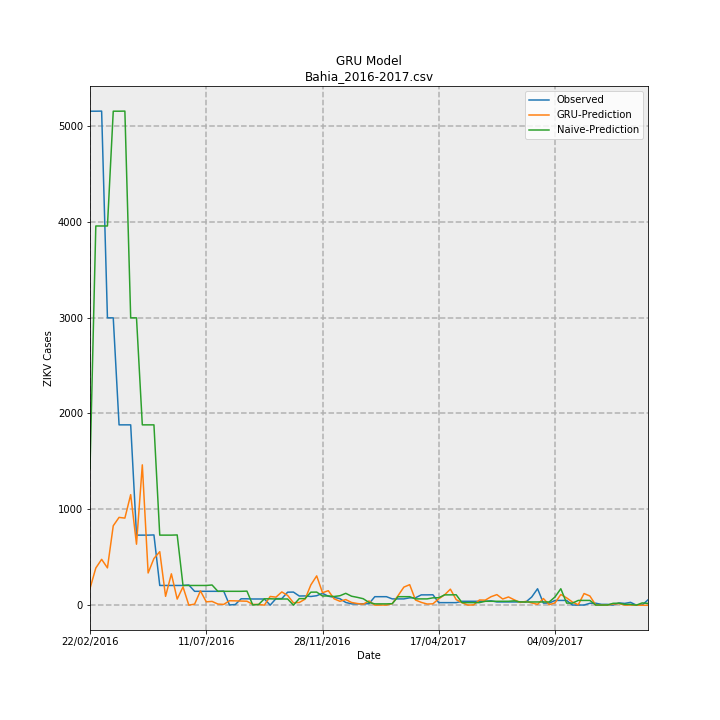 GRU Model
Bahia_2016-2017.csv
Observed
GRU-Prediction
Naive-Prediction
5000
4000
3000
2000
1000
0
ZIKV Cases
22/02/2016
11/07/2016
28/11/2016
17/04/2017
04/09/2017
Date